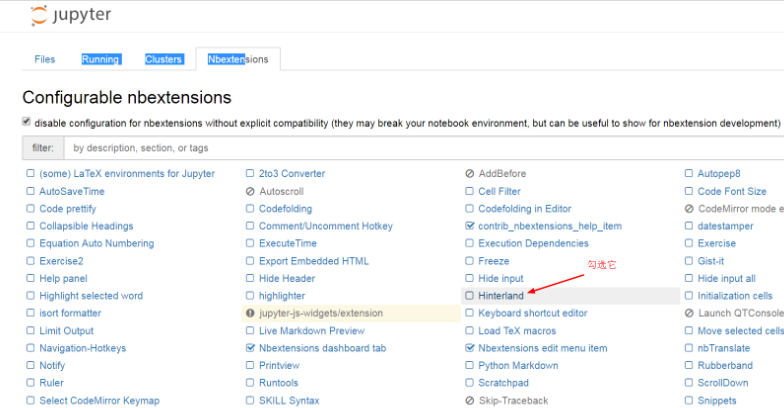 jupyter
Files Running Clusters Nbextensions
Configurable nbextensions
disable configuration for nbextensions without explicit compatibility (they may break your notebook environment, but can be useful to show for nbextension development)
filter: by description, section, or tags
(some) LaTeX environments for Jupyter 2to3 Converter AddBefore Autopep8
AutoSaveTime Autoscroll Cell Filter Code Font Size
Code prettify Codefolding Codefolding in Editor CodeMirror mode e
Collapsible Headings Comment/Uncomment Hotkey contrib_nbextensions_help_item datestamper
Equation Auto Numbering ExecuteTime Execution Dependencies Exercise
Exercise2 Export Embedded HTML Freeze Gist-it
勾选它
Help panel Hide Header Hide input Hide input all
Highlight selected word highlighter Hinterland Initialization cells
isort formatter jupyter-js-widgets/extension Keyboard shortcut editor Launch QTConsole
Limit Output Live Markdown Preview Load TeX macros Move selected cells
Navigation-Hotkeys Nbextensions dashboard tab Nbextensions edit menu item nbTranslate
Notify Printview Python Markdown Rubberband
Ruler Runtools Scratchpad ScrollDown
Select CodeMirror Keymap SKILL Syntax Skip-Traceback Snippets